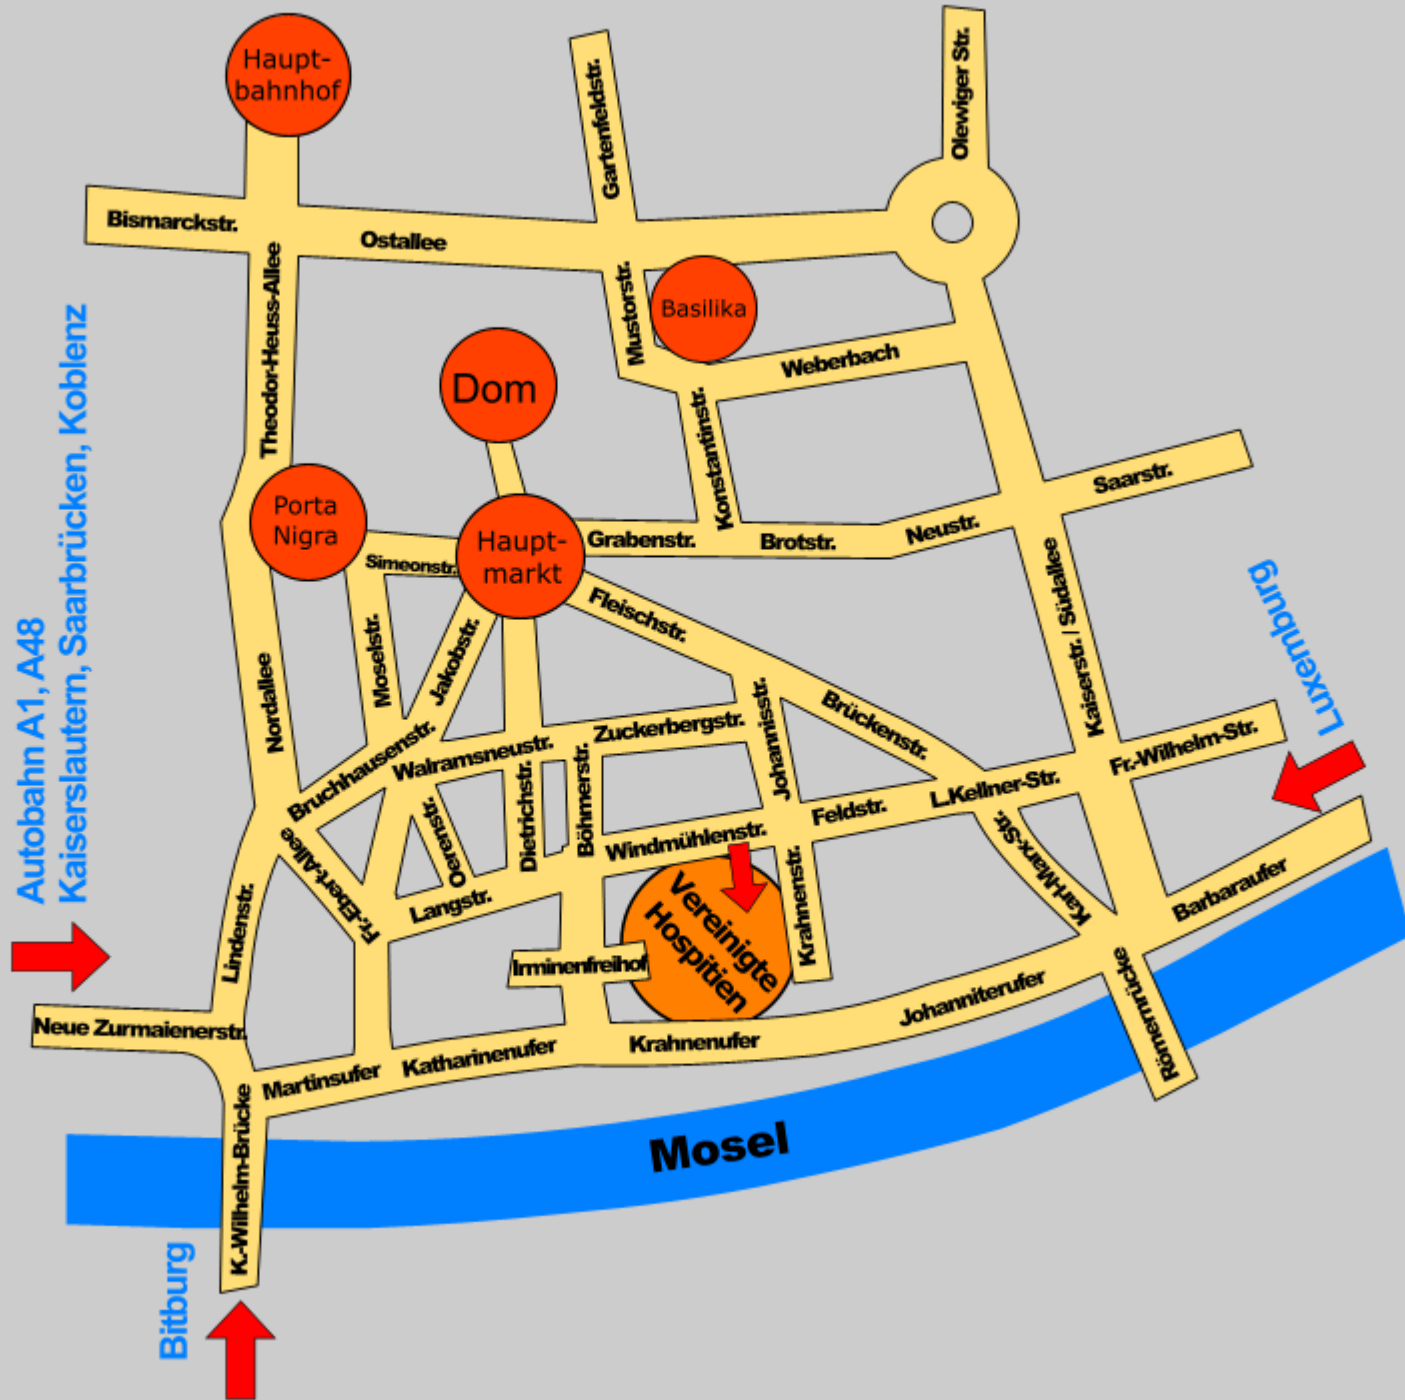 Haupt-
bahnhof
Gartenfeldstr.
Olewiger Str.
Bismarckstr.
Ostallee
Theodor-Heuss-Allee
Mustorstr.
Basilika
Weberbach
Dom
Konstantinstr.
Autobahn A1, A48
Kaiserslautern, Saarbrücken, Koblenz
Porta
Nigra
Simeonstr.
Haupt-
markt
Grabenstr.
Brotstr.
Neustr.
Saarstr.
Luxemburg
Fleischstr.
Moselstr.
Jakobstr.
Nordallee
Kaiserstr. / Südallee
Bruchhausenstr.
Walramsneustr.
Zuckerbergstr.
Johannisstr.
Brückenstr.
Fr.-Wilhelm-Str.
L.Kellner-Str.
Feldstr.
Windmühlenstr.
Böhmerstr.
Dietrichstr.
Oerenstr.
Fr.-Ebert-Allee
Langstr.
Lindenstr.
Karl-Marx-Str.
Barbaraufer
Krahnenstr.
Vereinigte
Hospitien
Irminenfreihof
Neue Zurmaienerstr.
Martinsufer
Katharinenufer
Krahnenufer
Johanniterufer
Römerrücke
K.-Wilhelm-Brücke
Mosel
Bitburg